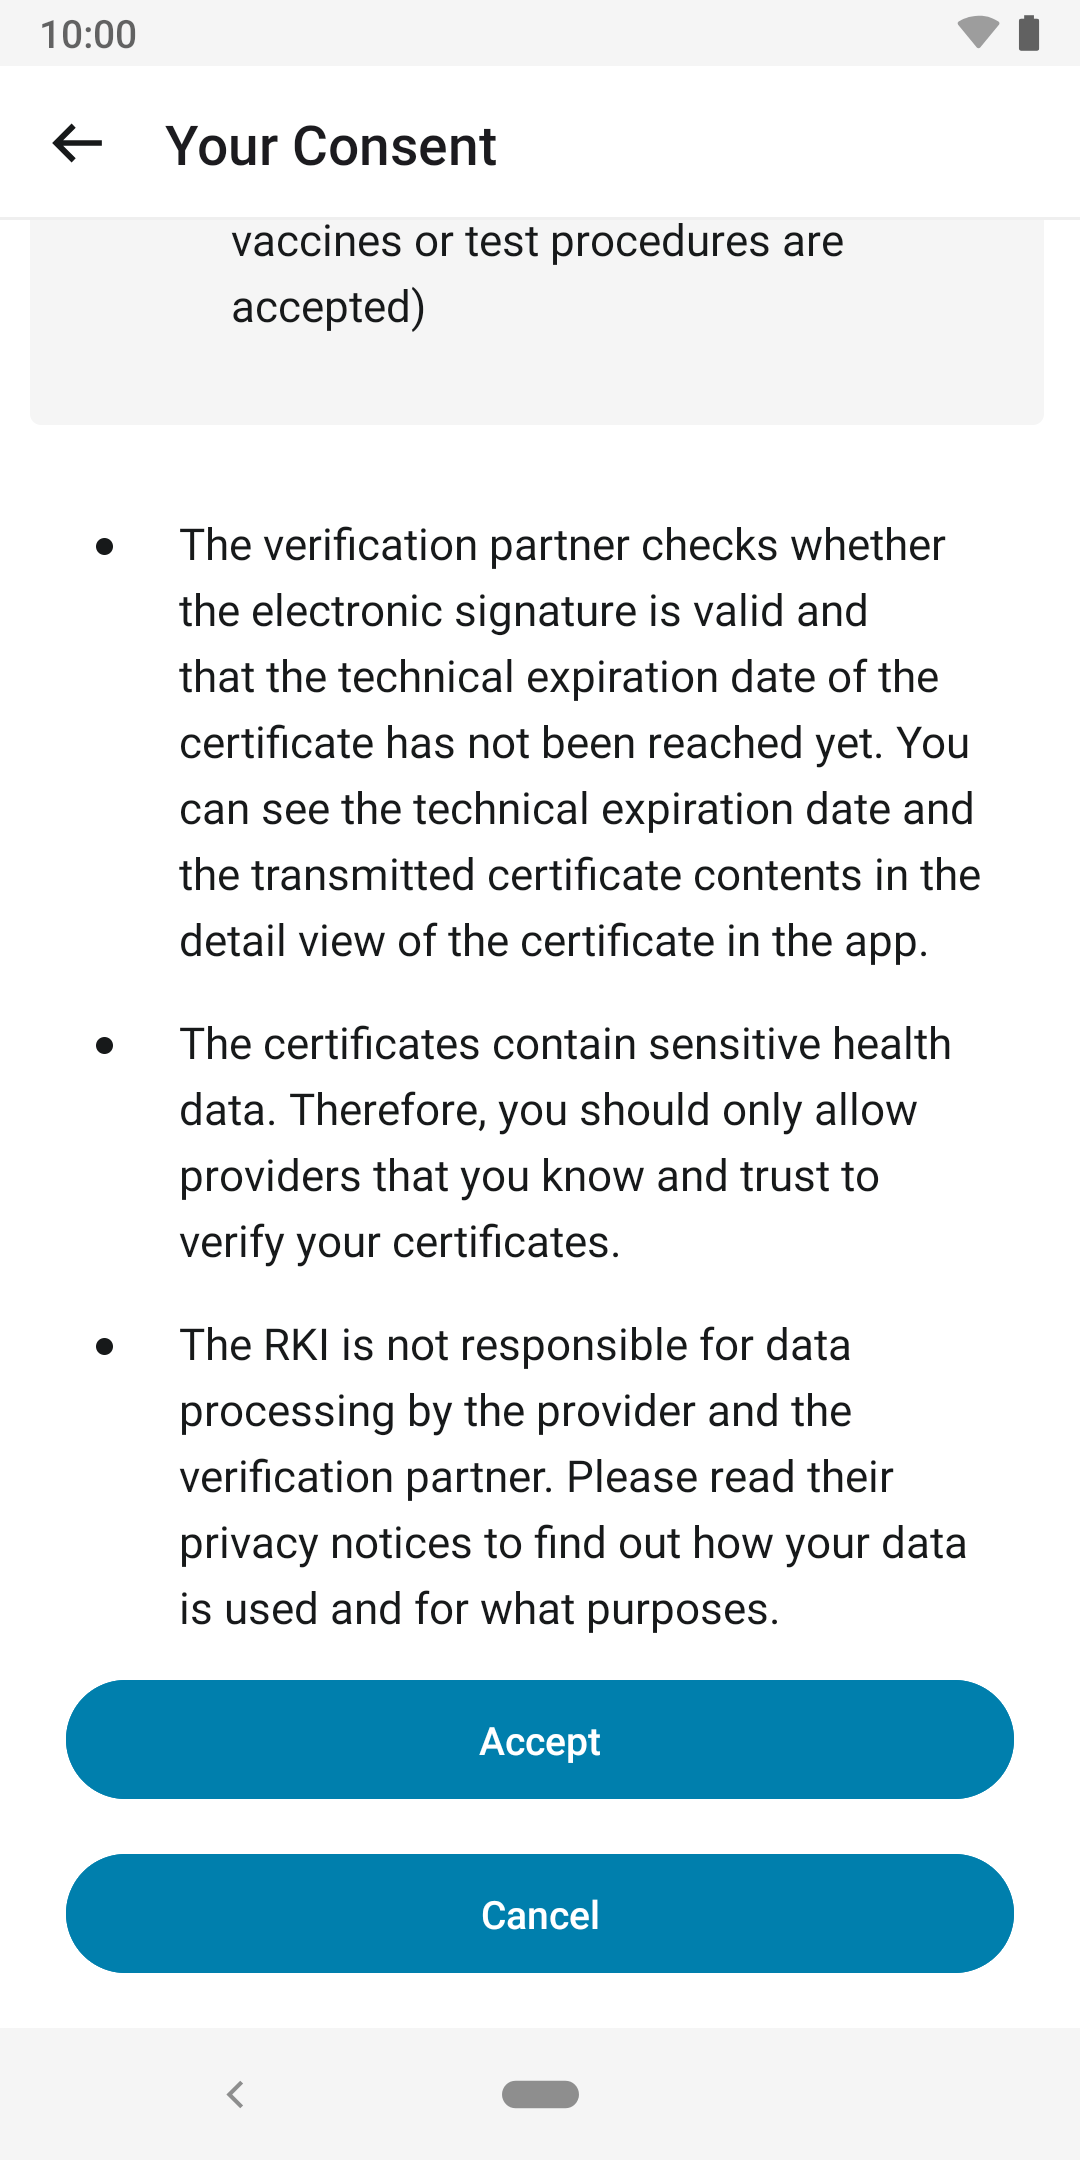 10:00
Your Consent
vaccines or test procedures are
accepted)
• The verification partner checks whether
the electronic signature is valid and
that the technical expiration date of the
certificate has not been reached yet. You
can see the technical expiration date and
the transmitted certificate contents in the
detail view of the certificate in the app.
• The certificates contain sensitive health
data. Therefore, you should only allow
providers that you know and trust to
verify your certificates.
• The RKI is not responsible for data
processing by the provider and the
verification partner. Please read their
privacy notices to find out how your data
is used and for what purposes.
Accept
Cancel